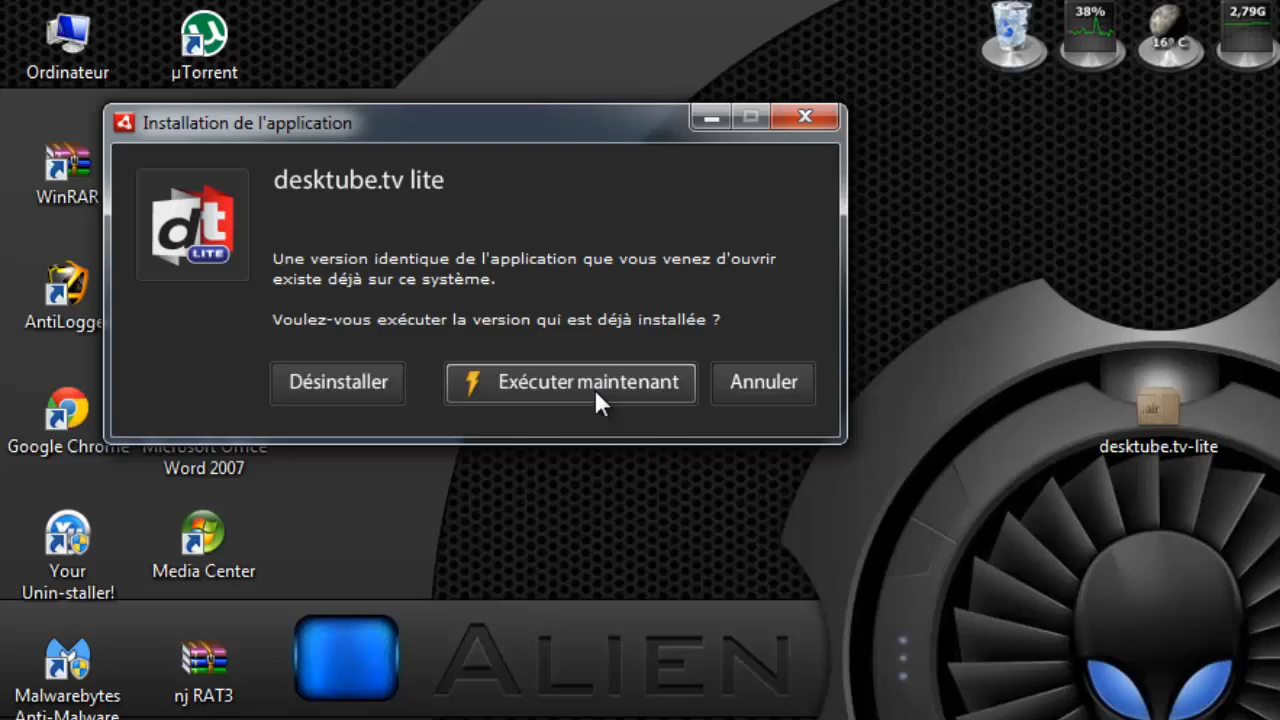 Ordinateur
µTorrent
38%
16° C
2,79G
Installation de l'application
WinRAR
desktube.tv lite
dt
LITE
Une version identique de l'application que vous venez d'ouvrir
existe déjà sur ce système.
Voulez-vous exécuter la version qui est déjà installée ?
AntiLogge
Désinstaller
Exécuter maintenant
Annuler
.air
Google Chrome
Microsoft Office
Word 2007
desktube.tv-lite
Your
Unin-staller!
Media Center
ALIEN
Malwarebytes
Anti-Malware
nj RAT3